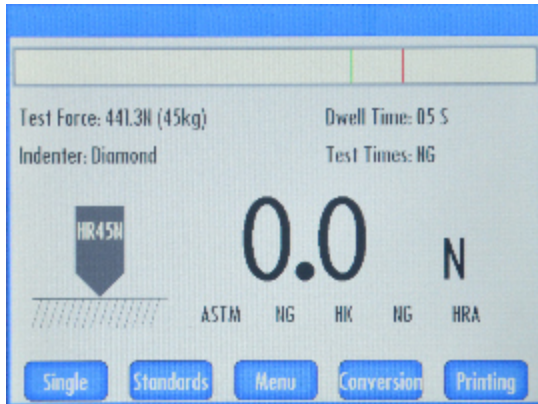 Test Force: 441.3N (45kg) Dwell Time: 05 S
Indenter: Diamond Test Times: NG
HR45N
0.0 N
ASTM NG HK NG HRA
Single Standards Menu Conversion Printing